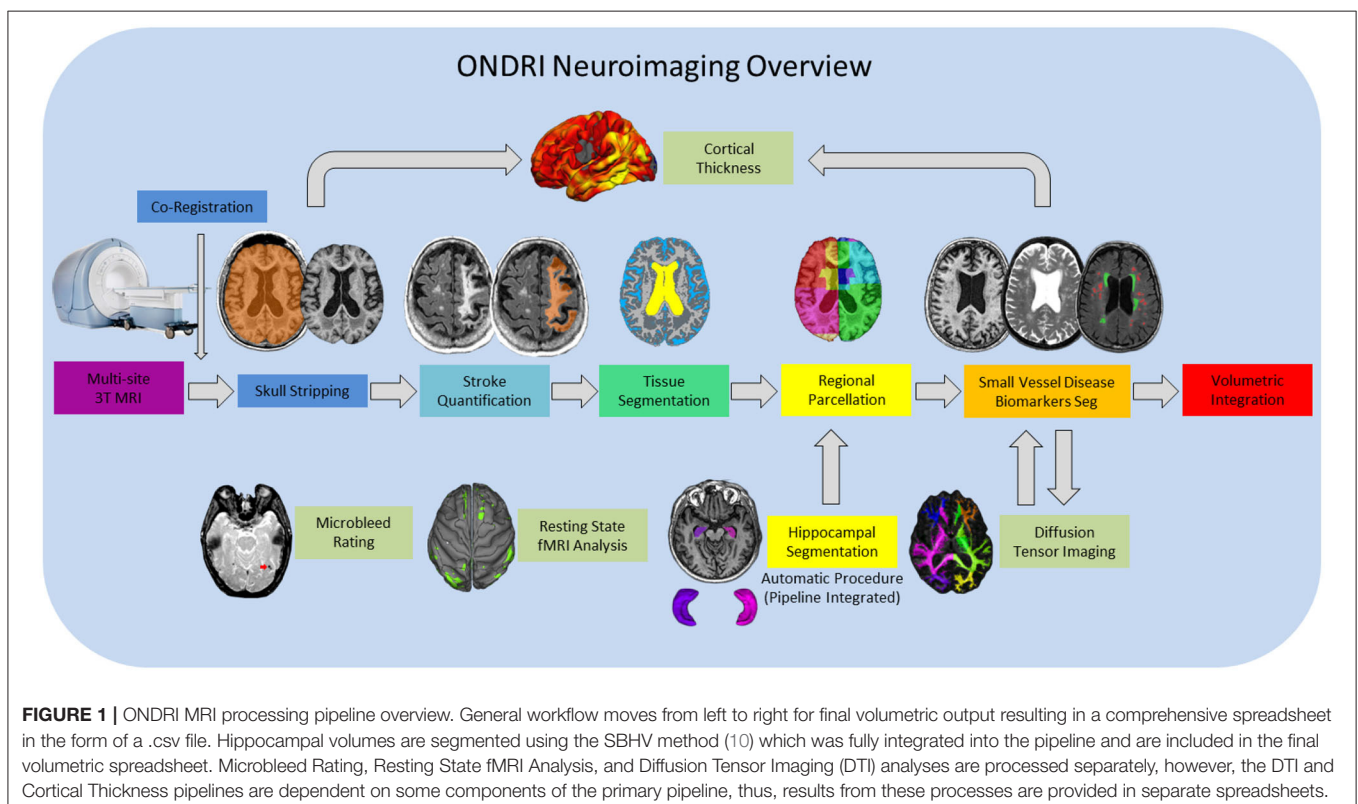 ONDRI Neuroimaging Overview
Cortical
Thickness
Co-Registration
Multi-site
3T MRI
Skull Stripping
Stroke
Quantification
Tissue
Segmentation
Regional
Parcellation
Small Vessel Disease
Biomarkers Seg
Volumetric
Integration
Microbleed
Rating
Resting State
fMRI Analysis
Hippocampal
Segmentation
Automatic Procedure
(Pipeline Integrated)
Diffusion
Tensor Imaging
FIGURE 1 | ONDRI MRI processing pipeline overview. General workflow moves from left to right for final volumetric output resulting in a comprehensive spreadsheet
in the form of a .csv file. Hippocampal volumes are segmented using the SBHV method (10) which was fully integrated into the pipeline and are included in the final
volumetric spreadsheet. Microbleed Rating, Resting State fMRI Analysis, and Diffusion Tensor Imaging (DTI) analyses are processed separately, however, the DTI and
Cortical Thickness pipelines are dependent on some components of the primary pipeline, thus, results from these processes are provided in separate spreadsheets.